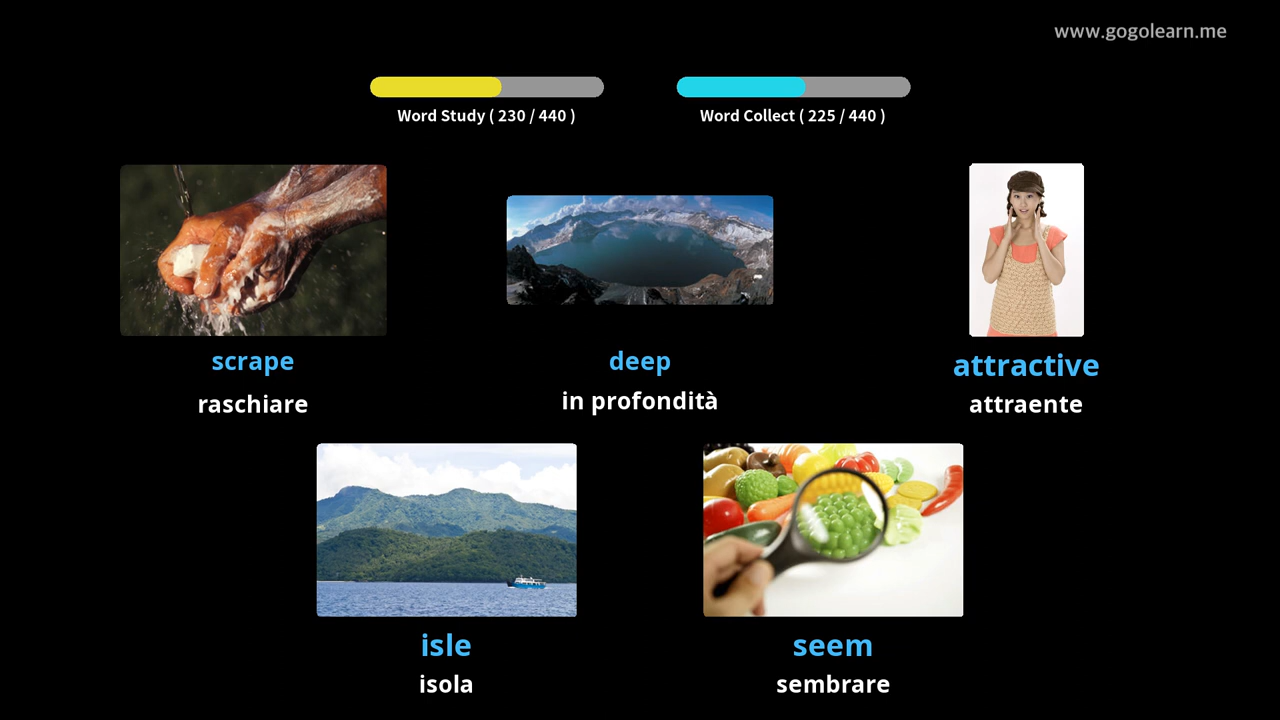 www.gogolearn.me
Word Study ( 230 / 440 )
Word Collect ( 225 / 440 )
scrape
raschiare
deep
in profondità
attractive
attraente
isle
isola
seem
sembrare